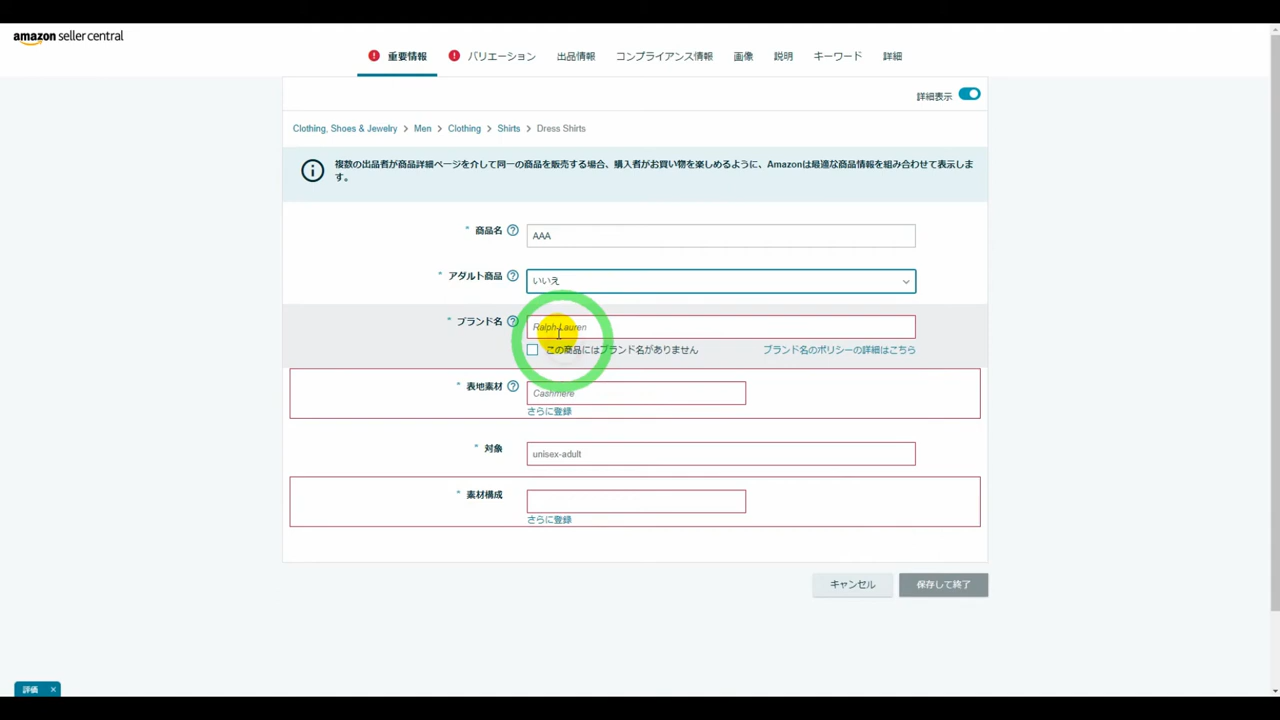 amazon seller central
重要情報 バリエーション 出品情報 コンプライアンス情報 画像 説明 キーワード 詳細
詳細表示
Clothing, Shoes & Jewelry > Men > Clothing > Shirts > Dress Shirts
複数の出品者が商品詳細ページを介して同一の商品を販売する場合、購入者がお買い物を楽しめるように、Amazonは最適な商品情報を組み合わせて表示しま
す。
* 商品名 AAA
* アダルト商品 いいえ
* ブランド名 Ralph Lauren
この商品にはブランド名がありません ブランド名のポリシーの詳細はこちら
* 表地素材 Cashmere
さらに登録
* 対象 unisex-adult
* 素材構成
さらに登録
キャンセル 保存して終了
評価 ×